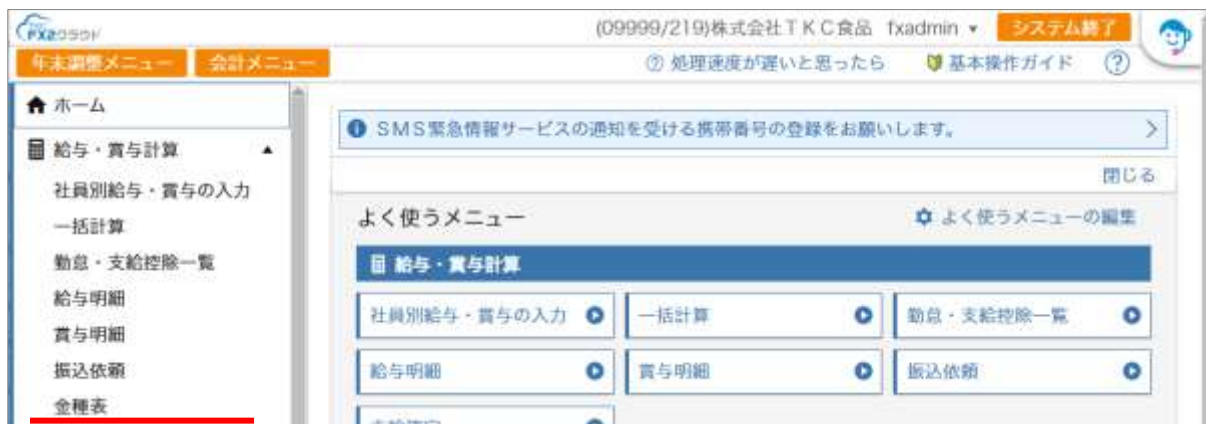 FX2クラウド
(09999/219)株式会社ＴＫＣ食品 fxadmin ▾ システム終了
年末調整メニュー 会計メニュー ? 処理速度が遅いと思ったら 基本操作ガイド ?
ホーム
給与・賞与計算 ▲
社員別給与・賞与の入力
一括計算
勤怠・支給控除一覧
給与明細
賞与明細
振込依頼
金種表
ＳＭＳ緊急情報サービスの通知を受ける携帯番号の登録をお願いします。
閉じる
よく使うメニュー よく使うメニューの編集
給与・賞与計算
社員別給与・賞与の入力 一括計算 勤怠・支給控除一覧
給与明細 賞与明細 振込依頼